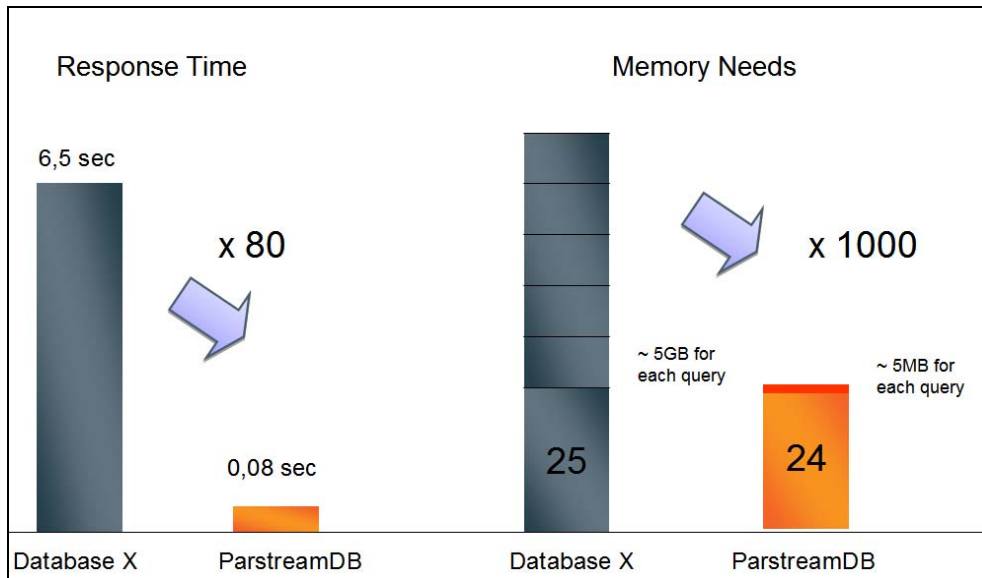 Response Time
6,5 sec
x 80
0,08 sec
Database X
ParstreamDB
Memory Needs
x 1000
~ 5GB for
each query
~ 5MB for
each query
25
24
Database X
ParstreamDB